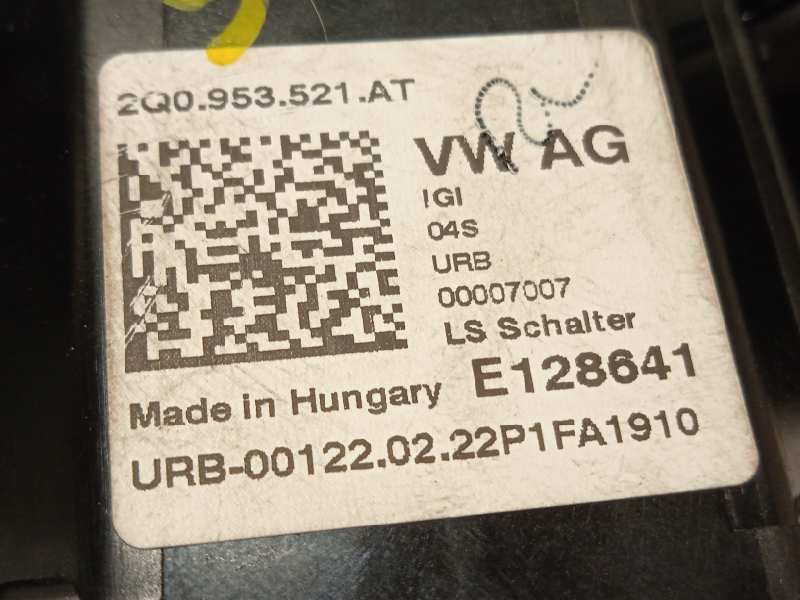 2Q0.953.521.AT
VW AG
IGI
04S
URB
00007007
LS Schalter
E128641
Made in Hungary
URB-00122.02.22P1FA1910